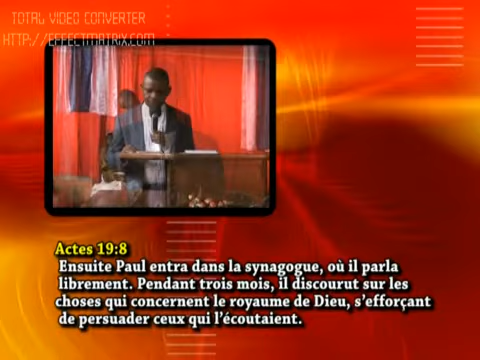 TOTAL VIDEO CONVERTER
HTTP://EFFECTMATRIX.COM
Actes 19:8
Ensuite Paul entra dans la synagogue, où il parla
librement. Pendant trois mois, il discourut sur les
choses qui concernent le royaume de Dieu, s'efforçant
de persuader ceux qui l'écoutaient.